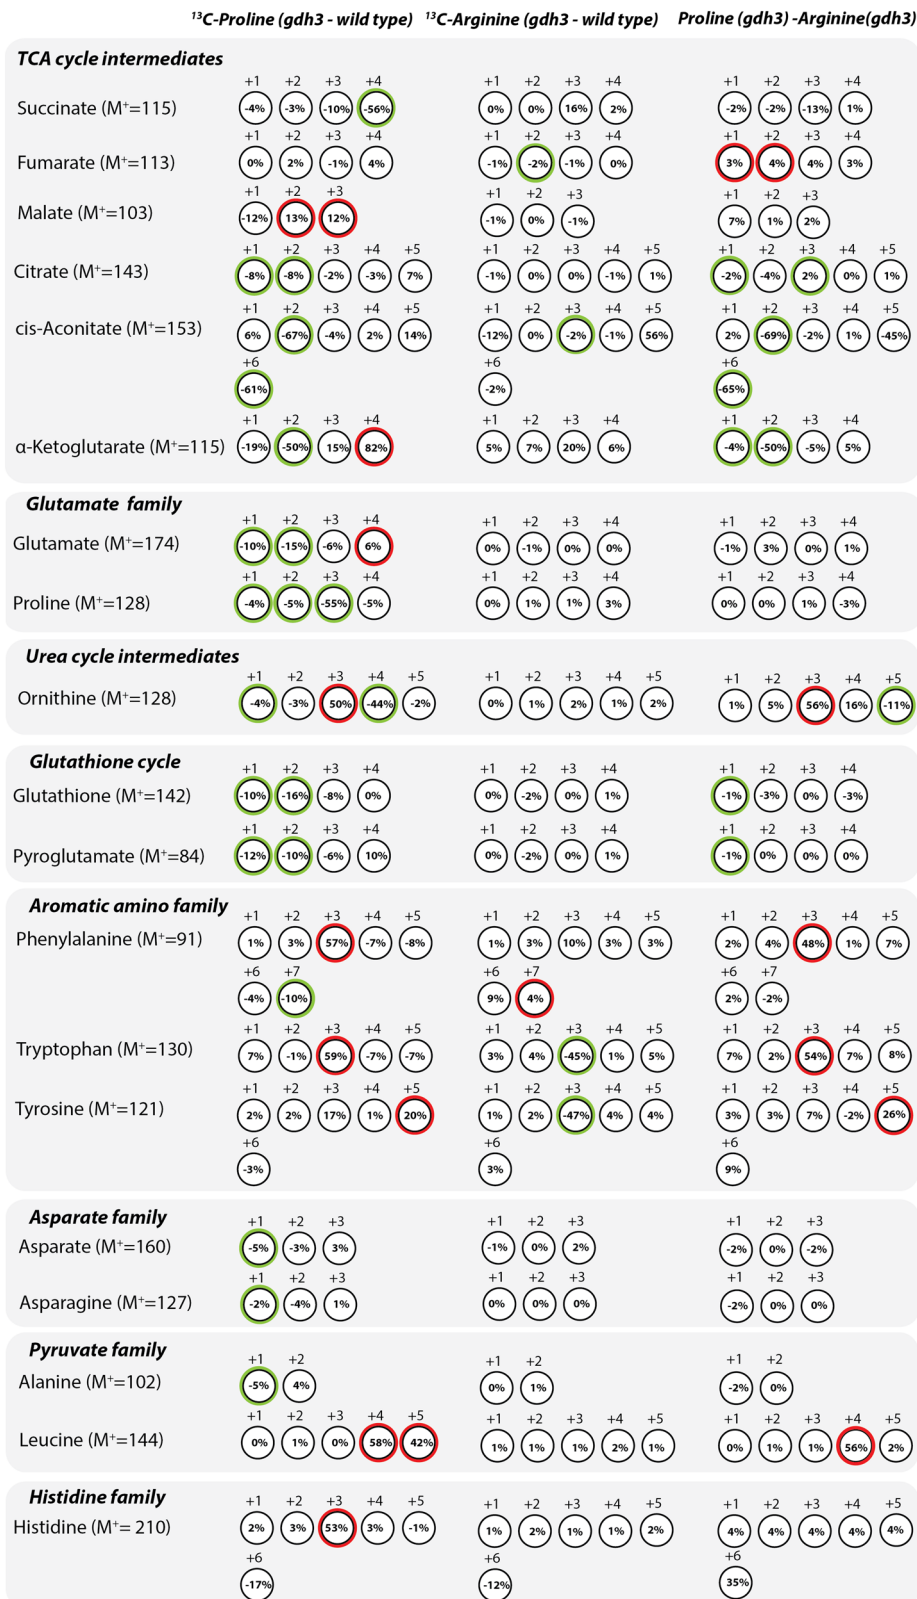 ¹³C-Proline (gdh3 - wild type) ¹³C-Arginine (gdh3 - wild type) Proline (gdh3) -Arginine(gdh3)
TCA cycle intermediates
+1 +2 +3 +4 +1 +2 +3 +4 +1 +2 +3 +4
Succinate (M⁺=115) -4% -3% -10% -56% 0% 0% 16% 2% -2% -2% -13% 1%
+1 +2 +3 +4 +1 +2 +3 +4 +1 +2 +3 +4
Fumarate (M⁺=113) 0% 2% -1% 4% -1% -2% -1% 0% 3% 4% 4% 3%
+1 +2 +3 +1 +2 +3 +1 +2 +3
Malate (M⁺=103) -12% 13% 12% -1% 0% -1% 7% 1% 2%
+1 +2 +3 +4 +5 +1 +2 +3 +4 +5 +1 +2 +3 +4 +5
Citrate (M⁺=143) -8% -8% -2% -3% 7% -1% 0% 0% -1% 1% -2% -4% 2% 0% 1%
+1 +2 +3 +4 +5 +1 +2 +3 +4 +5 +1 +2 +3 +4 +5
cis-Aconitate (M⁺=153) 6% -67% -4% 2% 14% -12% 0% -2% -1% 56% 2% -69% -2% 1% -45%
+6 +6 +6
-61% -2% -65%
+1 +2 +3 +4 +1 +2 +3 +4 +1 +2 +3 +4
α-Ketoglutarate (M⁺=115) -19% -50% 15% 82% 5% 7% 20% 6% -4% -50% -5% 5%
Glutamate family
+1 +2 +3 +4 +1 +2 +3 +4 +1 +2 +3 +4
Glutamate (M⁺=174) -10% -15% -6% 6% 0% -1% 0% 0% -1% 3% 0% 1%
+1 +2 +3 +4 +1 +2 +3 +4 +1 +2 +3 +4
Proline (M⁺=128) -4% -5% -55% -5% 0% 1% 1% 3% 0% 0% 1% -3%
Urea cycle intermediates
+1 +2 +3 +4 +5 +1 +2 +3 +4 +5 +1 +2 +3 +4 +5
Ornithine (M⁺=128) -4% -3% 50% -44% -2% 0% 1% 2% 1% 2% 1% 5% 56% 16% -11%
Glutathione cycle
+1 +2 +3 +4 +1 +2 +3 +4 +1 +2 +3 +4
Glutathione (M⁺=142) -10% -16% -8% 0% 0% -2% 0% 1% -1% -3% 0% -3%
+1 +2 +3 +4 +1 +2 +3 +4 +1 +2 +3 +4
Pyroglutamate (M⁺=84) -12% -10% -6% 10% 0% -2% 0% 1% -1% 0% 0% 0%
Aromatic amino family
+1 +2 +3 +4 +5 +1 +2 +3 +4 +5 +1 +2 +3 +4 +5
Phenylalanine (M⁺=91) 1% 3% 57% -7% -8% 1% 3% 10% 3% 3% 2% 4% 48% 1% 7%
+6 +7 +6 +7 +6 +7
-4% -10% 9% 4% 2% -2%
+1 +2 +3 +4 +5 +1 +2 +3 +4 +5 +1 +2 +3 +4 +5
Tryptophan (M⁺=130) 7% -1% 59% -7% -7% 3% 4% -45% 1% 5% 7% 2% 54% 7% 8%
+1 +2 +3 +4 +5 +1 +2 +3 +4 +5 +1 +2 +3 +4 +5
Tyrosine (M⁺=121) 2% 2% 17% 1% 20% 1% 2% -47% 4% 4% 3% 3% 7% -2% 26%
+6 +6 +6
-3% 3% 9%
Asparate family
+1 +2 +3 +1 +2 +3 +1 +2 +3
Asparate (M⁺=160) -5% -3% 3% -1% 0% 2% -2% 0% -2%
+1 +2 +3 +1 +2 +3 +1 +2 +3
Asparagine (M⁺=127) -2% -4% 1% 0% 0% 0% -2% 0% 0%
Pyruvate family
+1 +2 +1 +2 +1 +2
Alanine (M⁺=102) -5% 4% 0% 1% -2% 0%
+1 +2 +3 +4 +5 +1 +2 +3 +4 +5 +1 +2 +3 +4 +5
Leucine (M⁺=144) 0% 1% 0% 58% 42% 1% 1% 1% 2% 1% 0% 1% 1% 56% 2%
Histidine family
+1 +2 +3 +4 +5 +1 +2 +3 +4 +5 +1 +2 +3 +4 +5
Histidine (M⁺= 210) 2% 3% 53% 3% -1% 1% 2% 1% 1% 2% 4% 4% 4% 4% 4%
+6 +6 +6
-17% -12% 35%